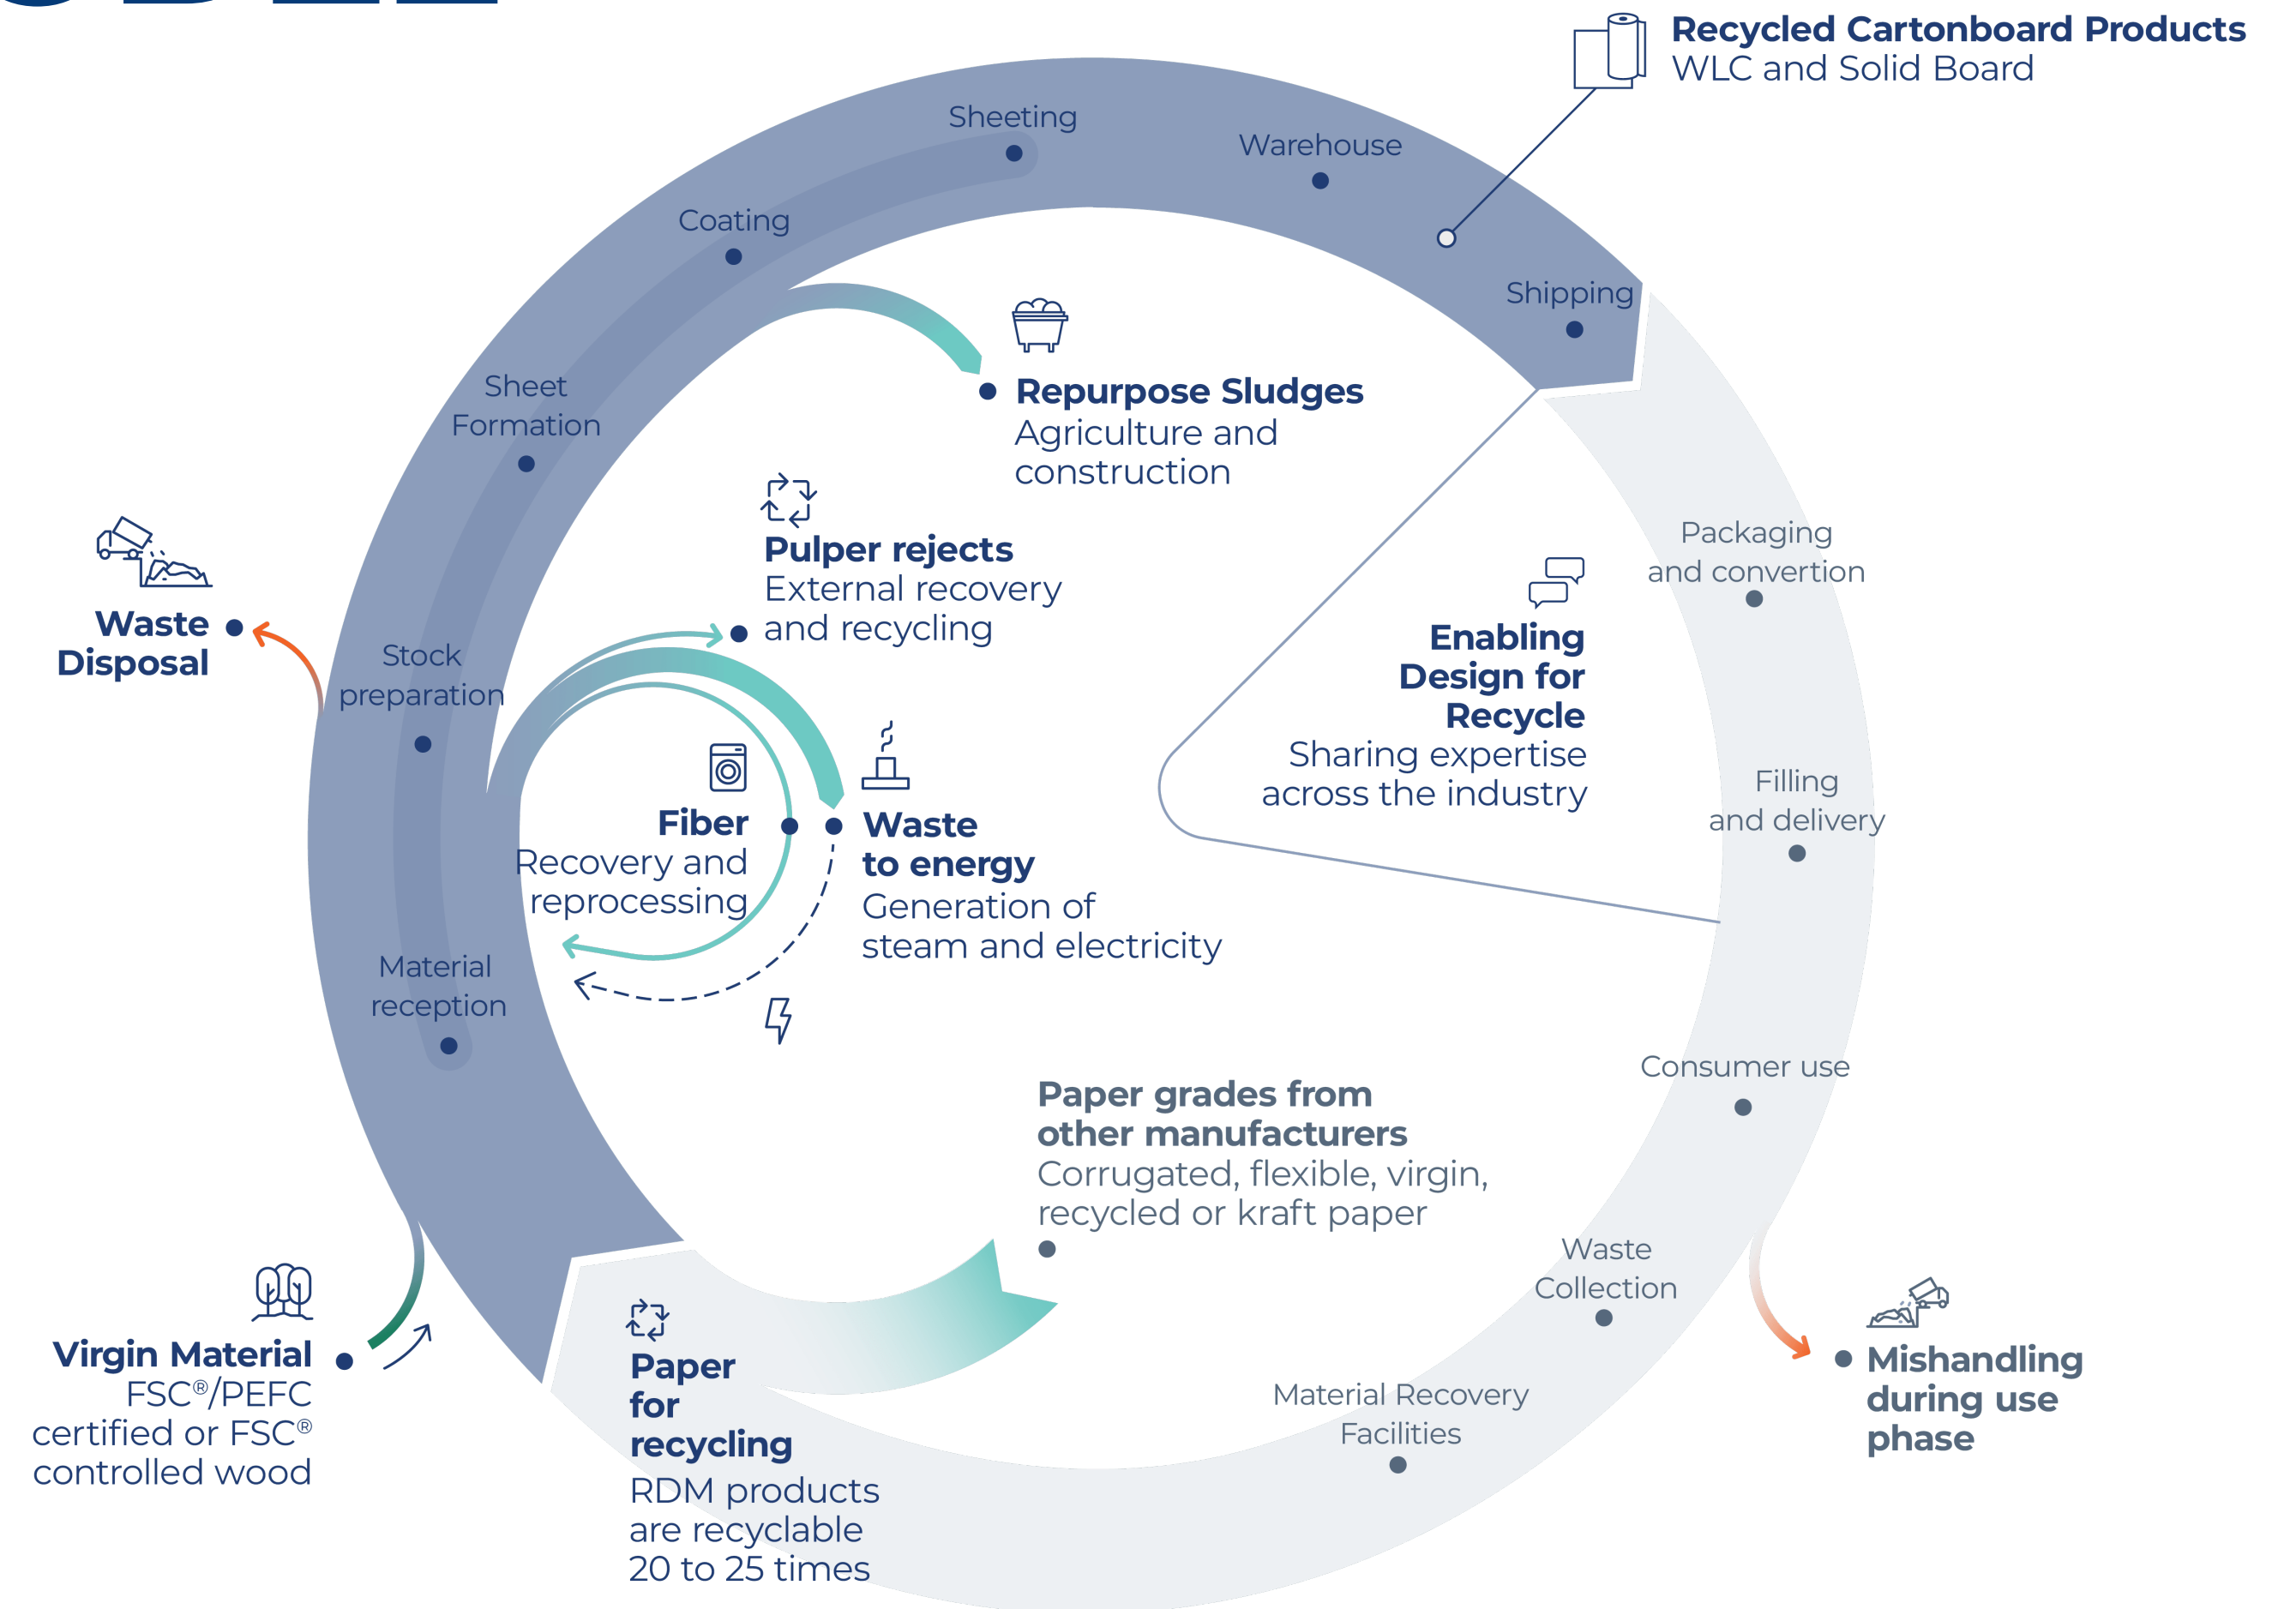 Recycled Cartonboard Products
WLC and Solid Board
Sheeting
Warehouse
Coating
Shipping
Sheet
Formation
Repurpose Sludges
Agriculture and
construction
Pulper rejects
External recovery
and recycling
Packaging
and convertion
Waste
Disposal
Stock
preparation
Enabling
Design for
Recycle
Sharing expertise
across the industry
Filling
and delivery
Fiber
Recovery and
reprocessing
Waste
to energy
Generation of
steam and electricity
Material
reception
Consumer use
Paper grades from
other manufacturers
Corrugated, flexible, virgin,
recycled or kraft paper
Waste
Collection
Virgin Material
FSC®/PEFC
certified or FSC®
controlled wood
Paper
for
recycling
RDM products
are recyclable
20 to 25 times
Material Recovery
Facilities
Mishandling
during use
phase